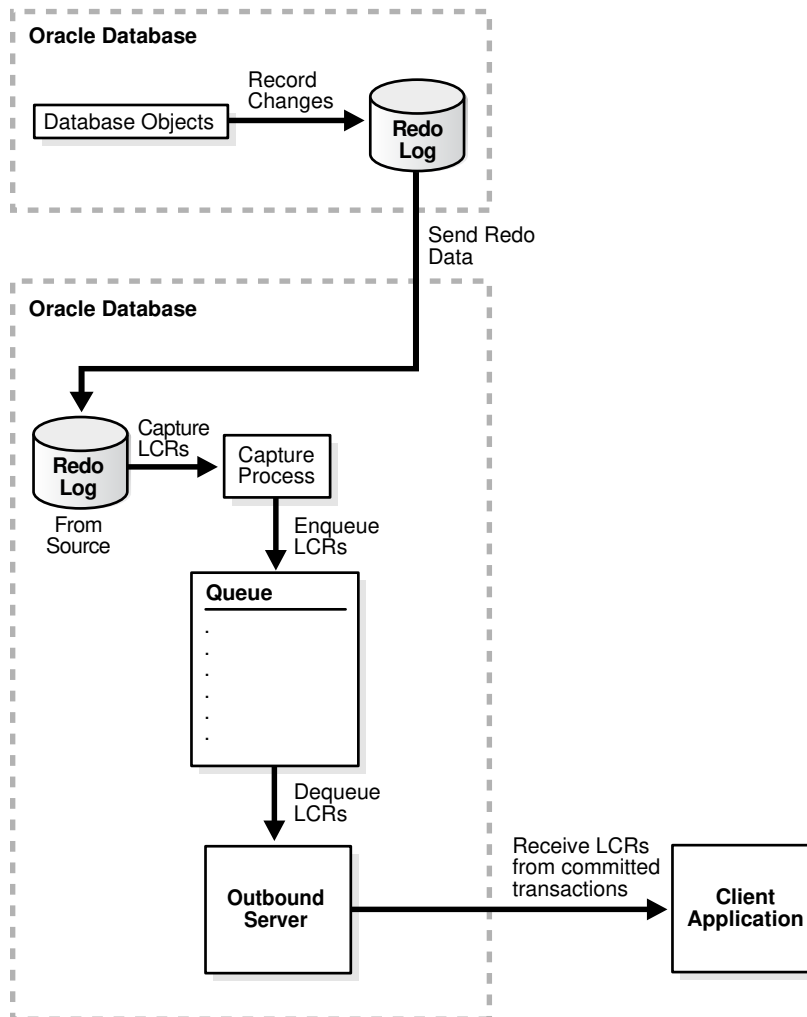 Oracle Database
Record
Changes
Database Objects
Redo
Log
Send Redo
Data
Oracle Database
Capture
LCRs
Redo
Log
From
Source
Capture
Process
Enqueue
LCRs
Queue
.
.
.
.
.
.
Dequeue
LCRs
Outbound
Server
Receive LCRs
from committed
transactions
Client
Application